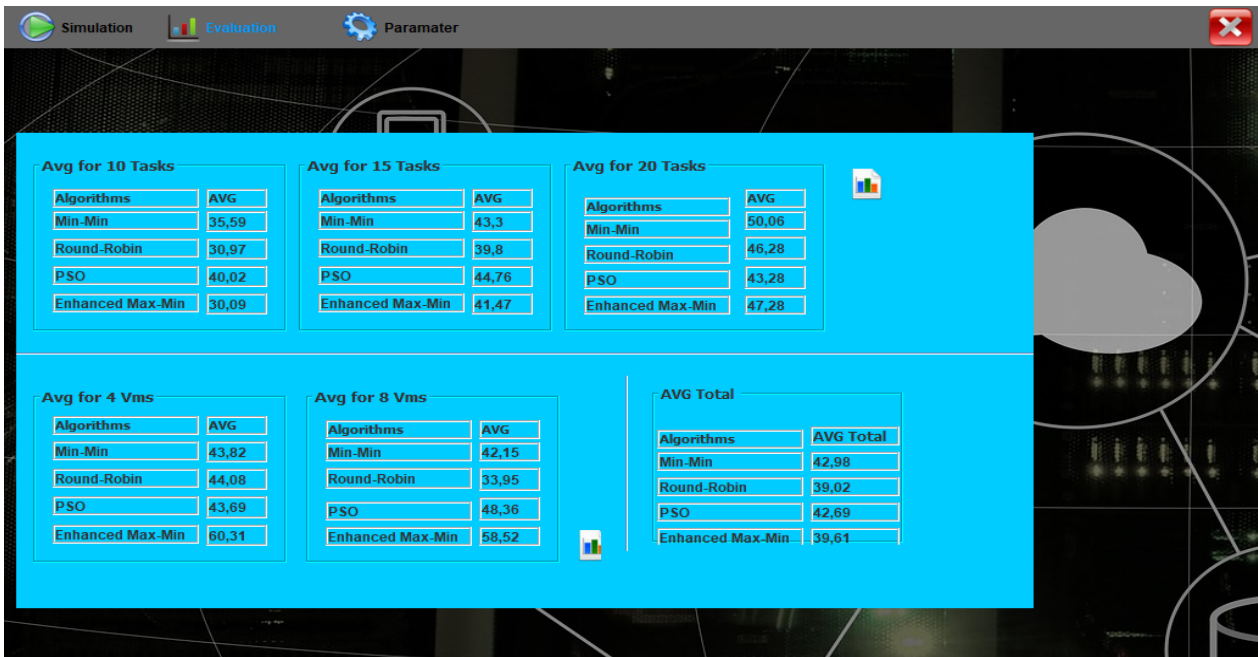 Simulation Evaluation Paramater
Avg for 10 Tasks
Algorithms AVG
Min-Min 35,59
Round-Robin 30,97
PSO 40,02
Enhanced Max-Min 30,09
Avg for 15 Tasks
Algorithms AVG
Min-Min 43,3
Round-Robin 39,8
PSO 44,76
Enhanced Max-Min 41,47
Avg for 20 Tasks
Algorithms AVG
Min-Min 50,06
Round-Robin 46,28
PSO 43,28
Enhanced Max-Min 47,28
Avg for 4 Vms
Algorithms AVG
Min-Min 43,82
Round-Robin 44,08
PSO 43,69
Enhanced Max-Min 60,31
Avg for 8 Vms
Algorithms AVG
Min-Min 42,15
Round-Robin 33,95
PSO 48,36
Enhanced Max-Min 58,52
AVG Total
Algorithms AVG Total
Min-Min 42,98
Round-Robin 39,02
PSO 42,69
Enhanced Max-Min 39,61